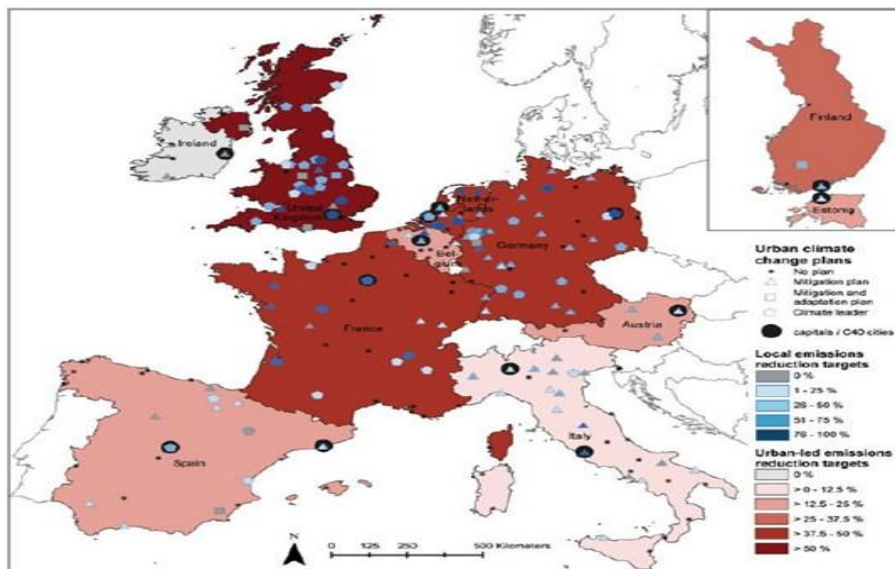 Ireland
United
Kingdom
Nether-
lands
Bel-
gium
Germany
France
Austria
Italy
Spain
Finland
Estonia
N
0 125 250 500 Kilometers
Urban climate
change plans
No plan
Mitigation plan
Mitigation and
adaptation plan
Climate leader
capitals / C40 cities
Local emissions
reduction targets
0 %
1 - 25 %
26 - 50 %
51 - 75 %
76 - 100 %
Urban-led emissions
reduction targets
0 %
> 0 - 12.5 %
> 12.5 - 25 %
> 25 - 37.5 %
> 37.5 - 50 %
> 50 %